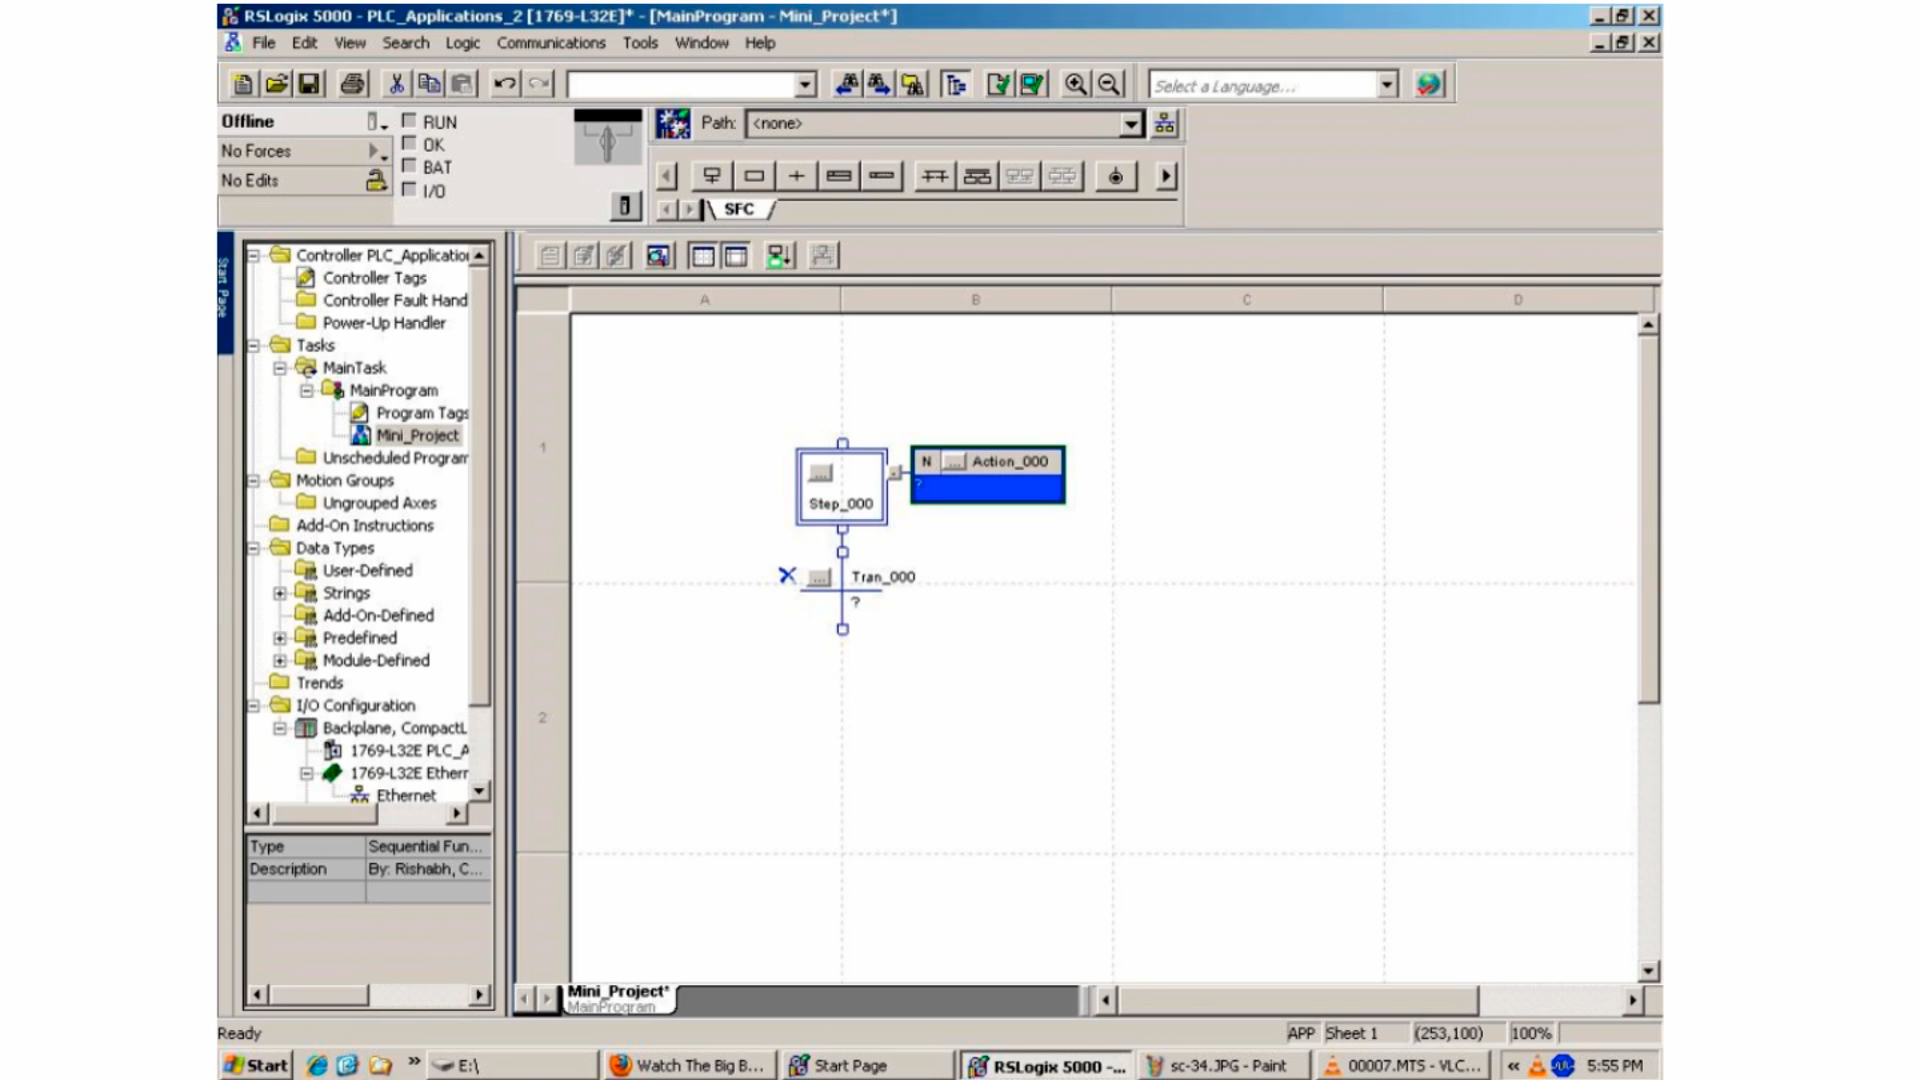 RSLogix 5000 - PLC_Applications_2 [1769-L32E]* - [MainProgram - Mini_Project*]
File Edit View Search Logic Communications Tools Window Help
Select a Language...
Offline
RUN
No Forces
OK
BAT
No Edits
I/O
Path: <none>
SFC
Start Page
Controller PLC_Application
Controller Tags
Controller Fault Hand
Power-Up Handler
Tasks
MainTask
MainProgram
Program Tags
Mini_Project
Unscheduled Program
Motion Groups
Ungrouped Axes
Add-On Instructions
Data Types
User-Defined
Strings
Add-On-Defined
Predefined
Module-Defined
Trends
I/O Configuration
Backplane, CompactL
1769-L32E PLC_A
1769-L32E Ethern
Ethernet
Type Sequential Fun...
Description By: Rishabh, C...
A B C D
1
2
N ... Action_000
?
...
Step_000
... Tran_000
?
Mini_Project*
MainProgram
Ready
APP Sheet 1 (253,100) 100%
Start » E:\ Watch The Big B... Start Page RSLogix 5000 -... sc-34.JPG - Paint 00007.MTS - VLC... « 5:55 PM